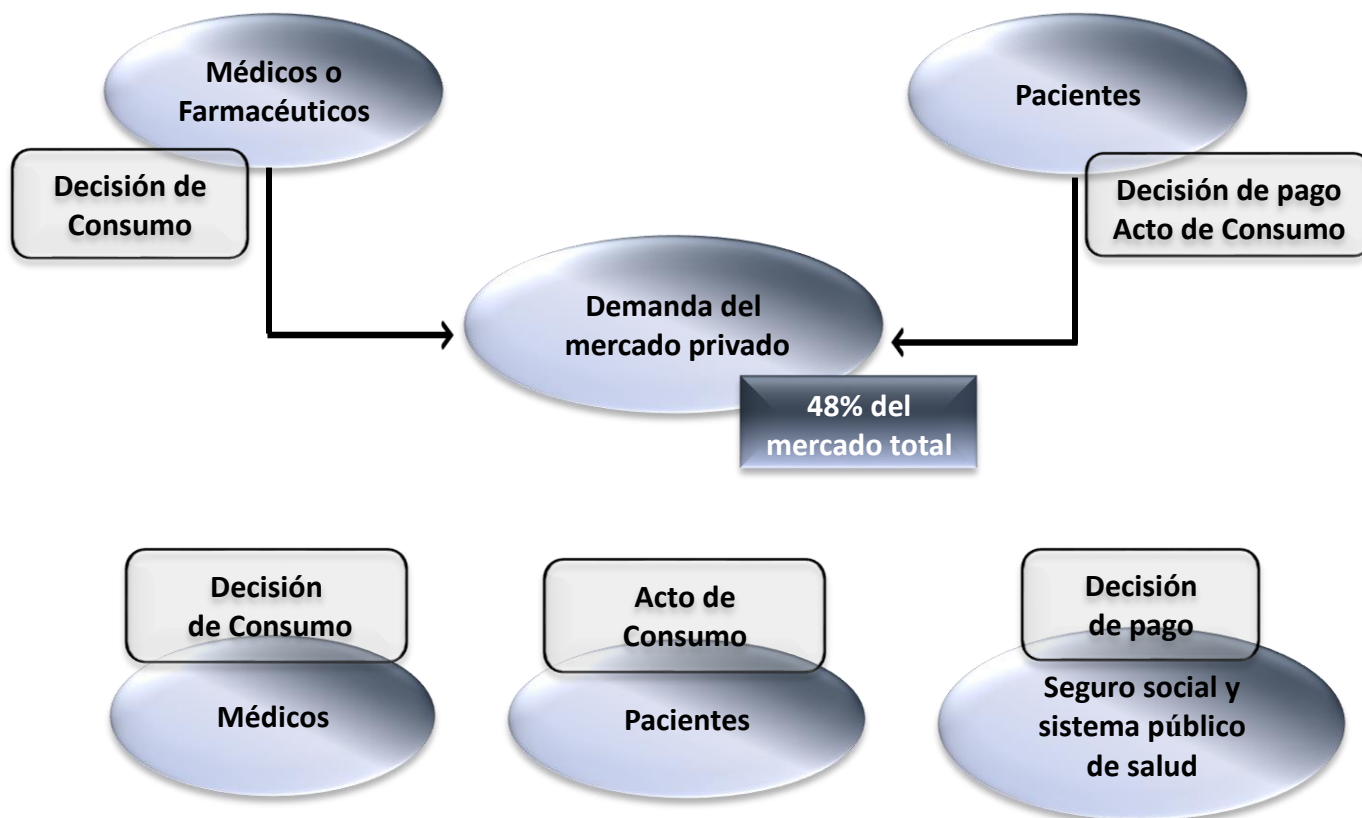 Médicos o
Farmacéuticos
Pacientes
Decisión de
Consumo
Decisión de pago
Acto de Consumo
Demanda del
mercado privado
48% del
mercado total
Decisión
de Consumo
Médicos
Acto de
Consumo
Pacientes
Decisión
de pago
Seguro social y
sistema público
de salud